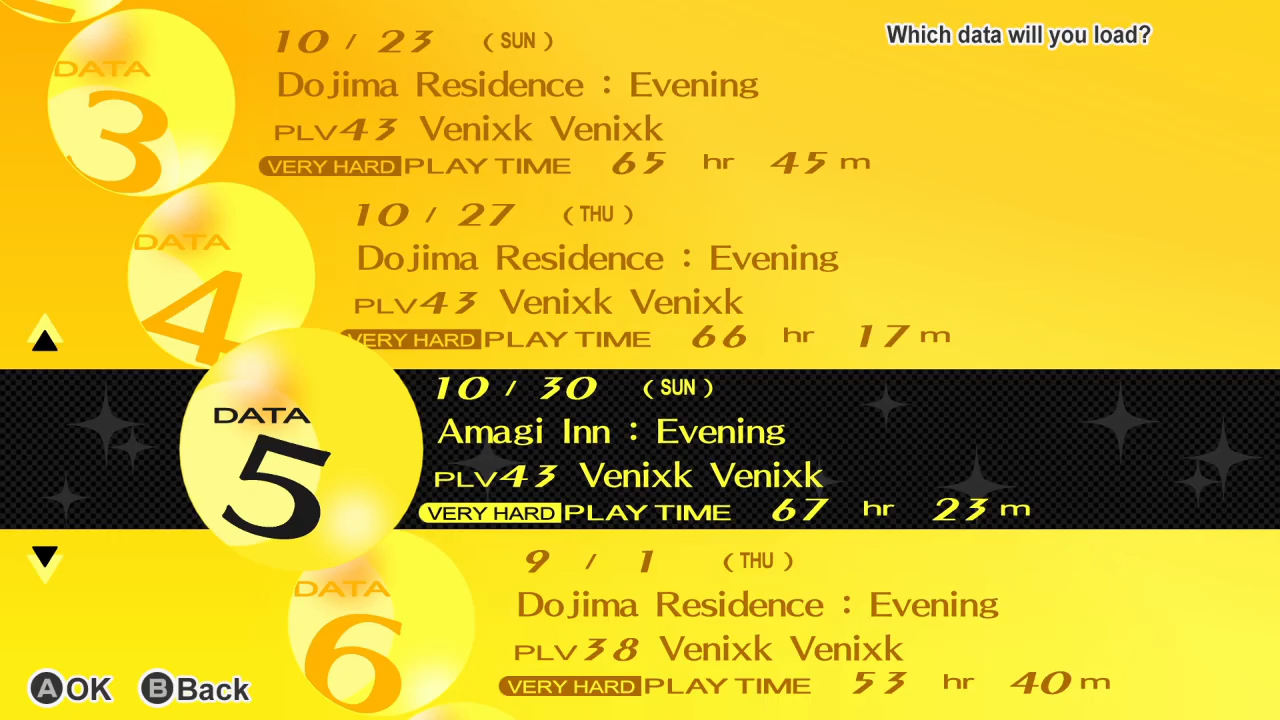 Which data will you load?
DATA 3
10 / 23 ( SUN )
Dojima Residence : Evening
PLV43 Venixk Venixk
VERY HARD PLAY TIME 65 hr 45 m
DATA 4
10 / 27 ( THU )
Dojima Residence : Evening
PLV43 Venixk Venixk
VERY HARD PLAY TIME 66 hr 17 m
DATA 5
10 / 30 ( SUN )
Amagi Inn : Evening
PLV43 Venixk Venixk
VERY HARD PLAY TIME 67 hr 23 m
DATA 6
9 / 1 ( THU )
Dojima Residence : Evening
PLV38 Venixk Venixk
VERY HARD PLAY TIME 53 hr 40 m
A OK B Back